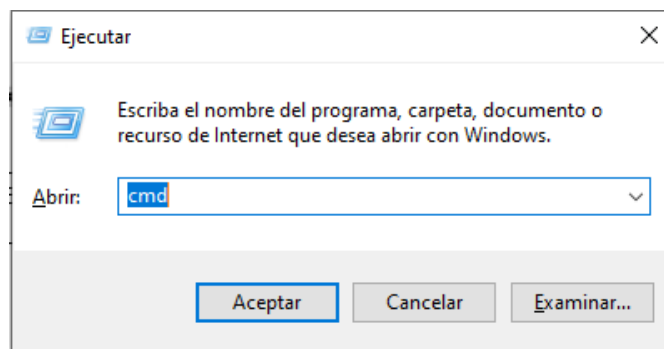 Ejecutar
Escriba el nombre del programa, carpeta, documento o
recurso de Internet que desea abrir con Windows.
Abrir: cmd
Aceptar Cancelar Examinar...